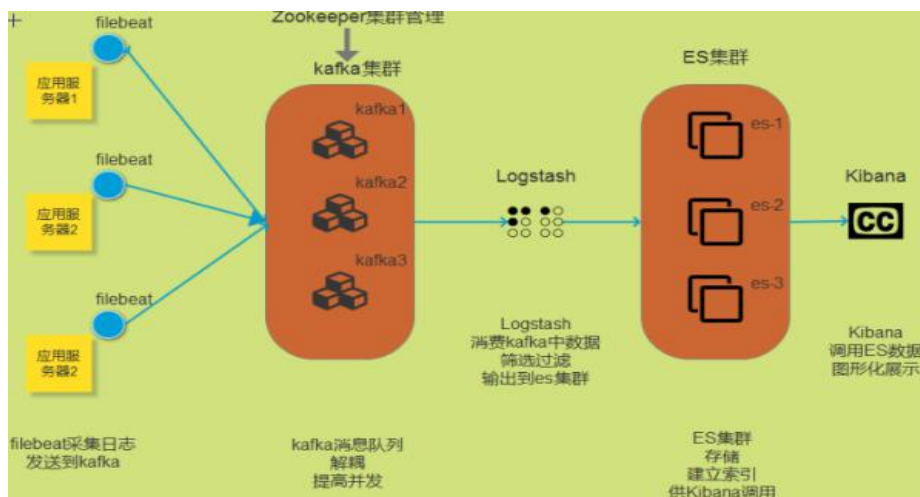 filebeat
应用服
务器1
filebeat
应用服
务器2
filebeat
应用服
务器2
filebeat采集日志
发送到kafka
Zookeeper集群管理
kafka集群
kafka1
kafka2
kafka3
kafka消息队列
解耦
提高并发
Logstash
Logstash
消费kafka中数据
筛选过滤
输出到es集群
ES集群
es-1
es-2
es-3
ES集群
存储
建立索引
供Kibana调用
Kibana
CC
Kibana
调用ES数据
图形化展示